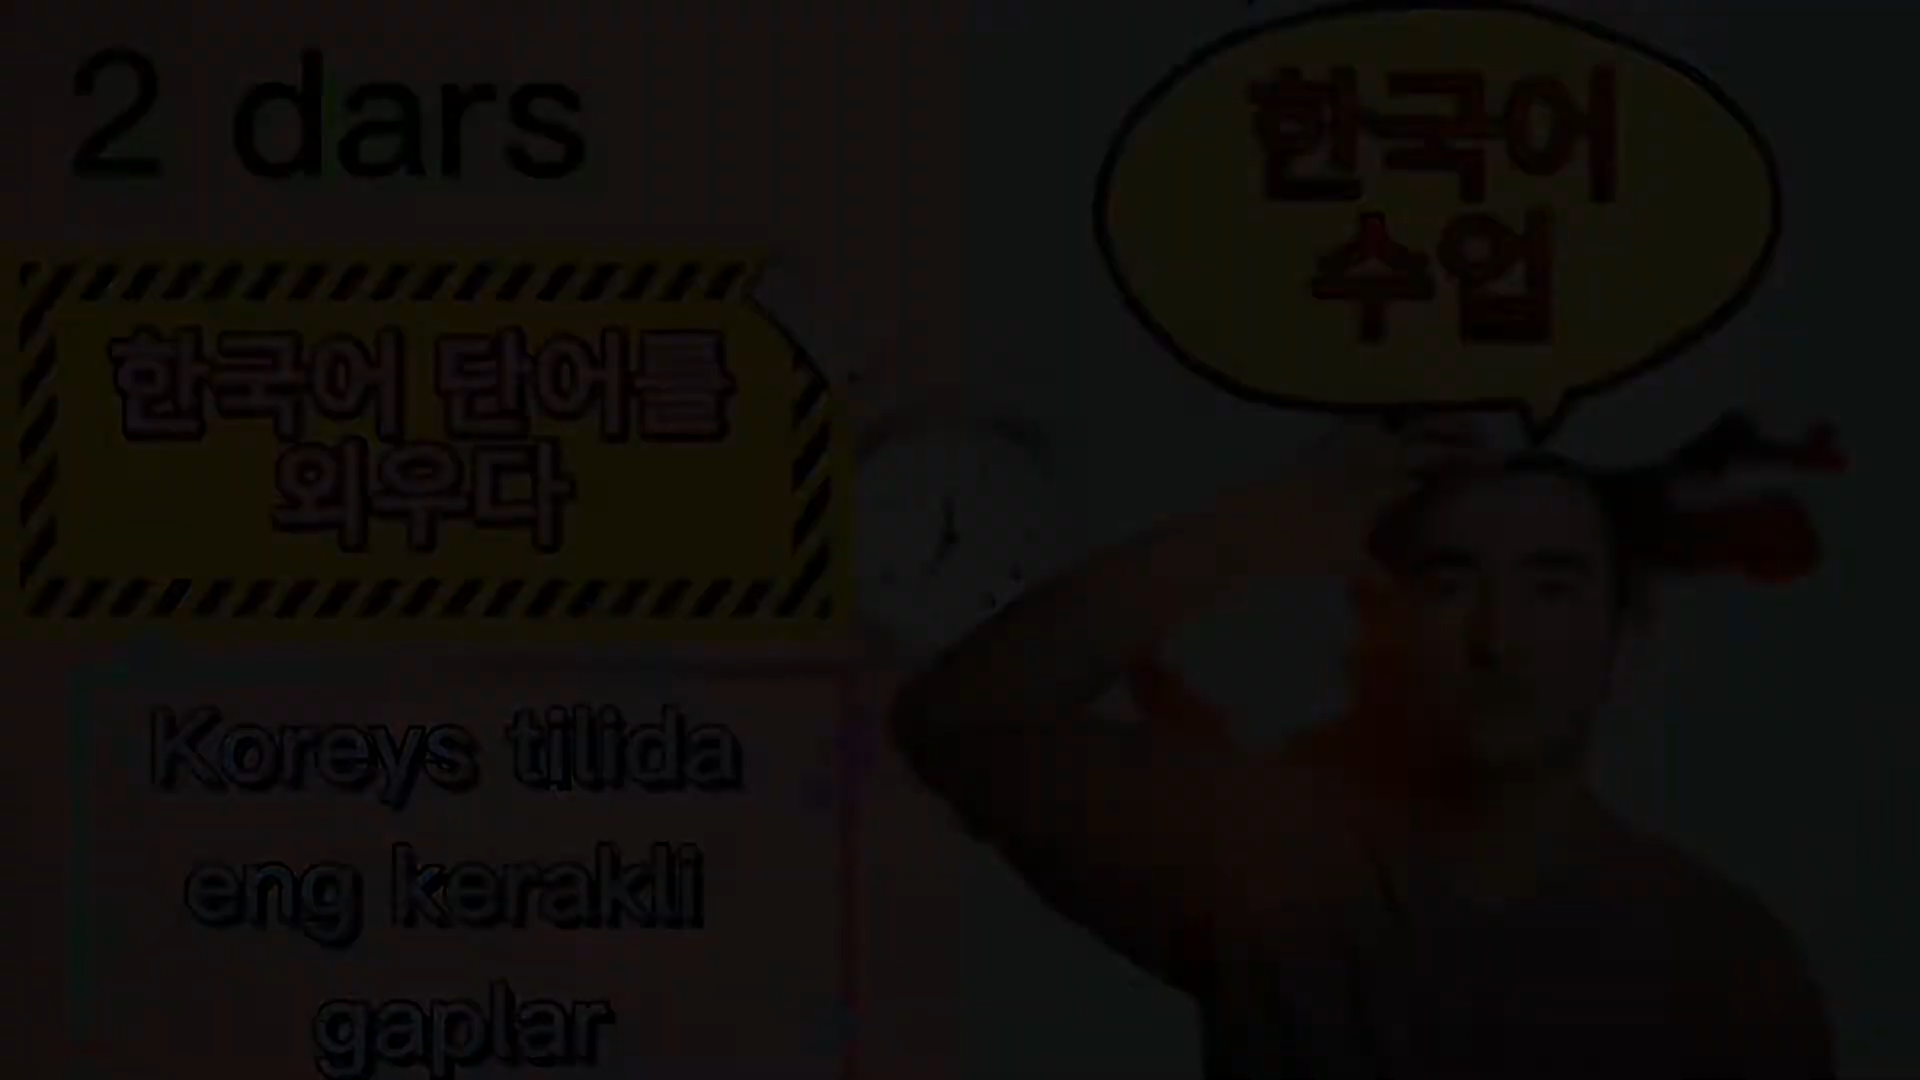 2 dars
한국어 단어를
외우다
Koreys tilida
eng kerakli
gaplar
한국어
수업